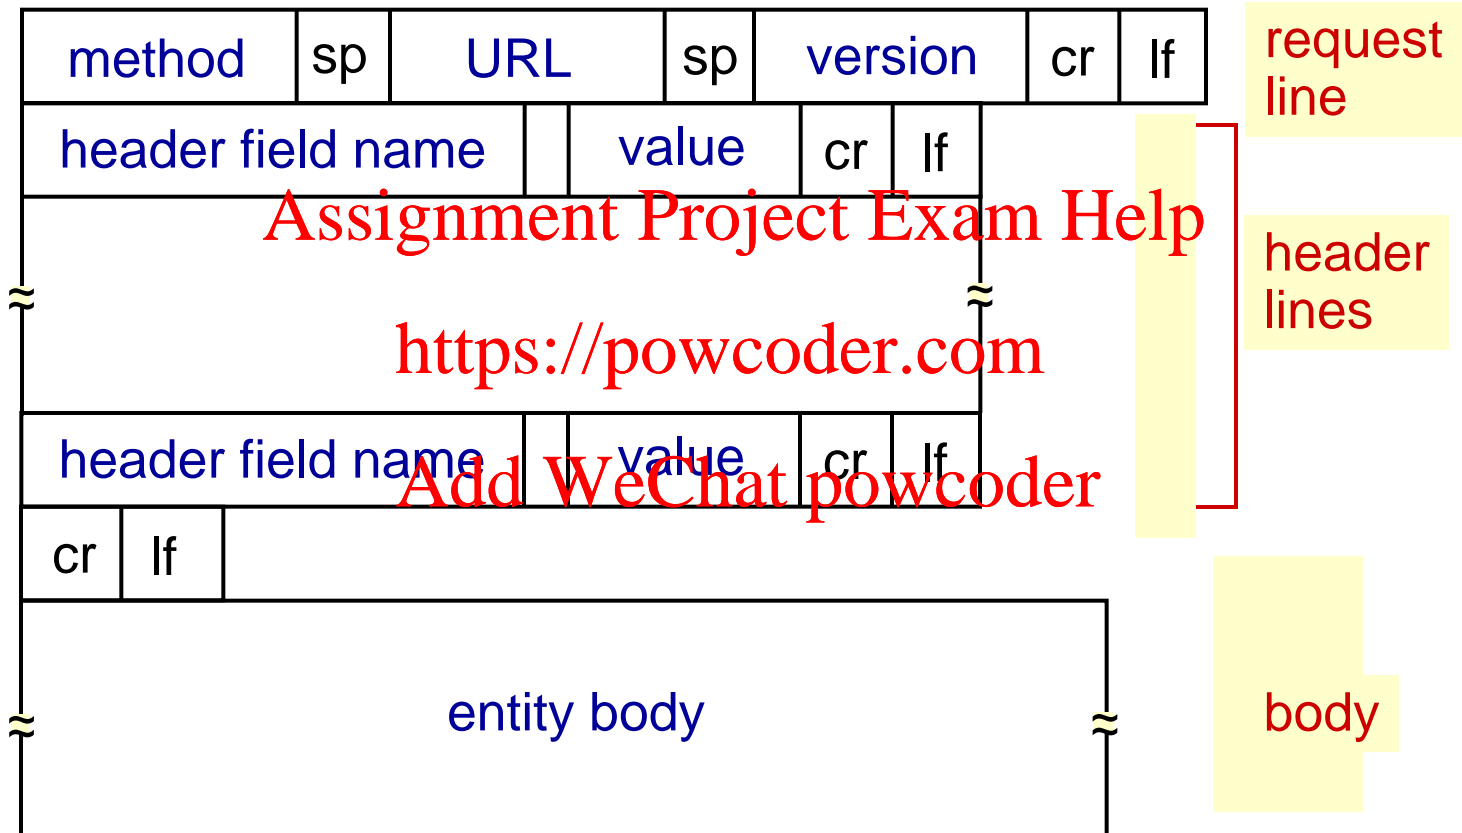 method sp URL sp version cr lf
request
line
header field name value cr lf
Assignment Project Exam Help
header
lines
≈ ≈
https://powcoder.com
header field name value cr lf
Add WeChat powcoder
cr lf
≈ entity body ≈
body